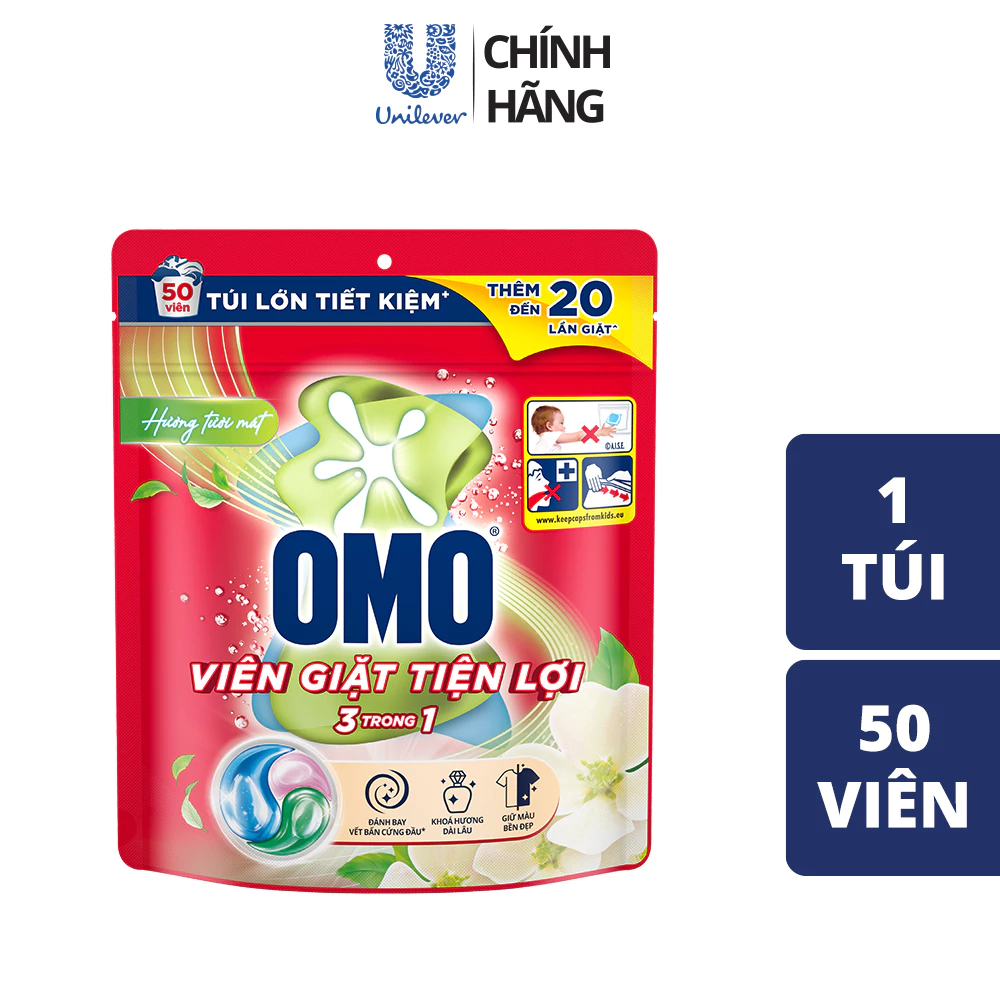 Unilever
CHÍNH
HÃNG
50
viên
TÚI LỚN TIẾT KIỆM+
THÊM
ĐẾN
20
LẦN GIẶT^
Hương tươi mát
©A.I.S.E.
www.keepcapsfromkids.eu
OMO®
VIÊN GIẶT TIỆN LỢI
3 TRONG 1
ĐÁNH BAY
VẾT BẨN CỨNG ĐẦU*
KHOÁ HƯƠNG
DÀI LÂU
GIỮ MÀU
BỀN ĐẸP
1
TÚI
50
VIÊN